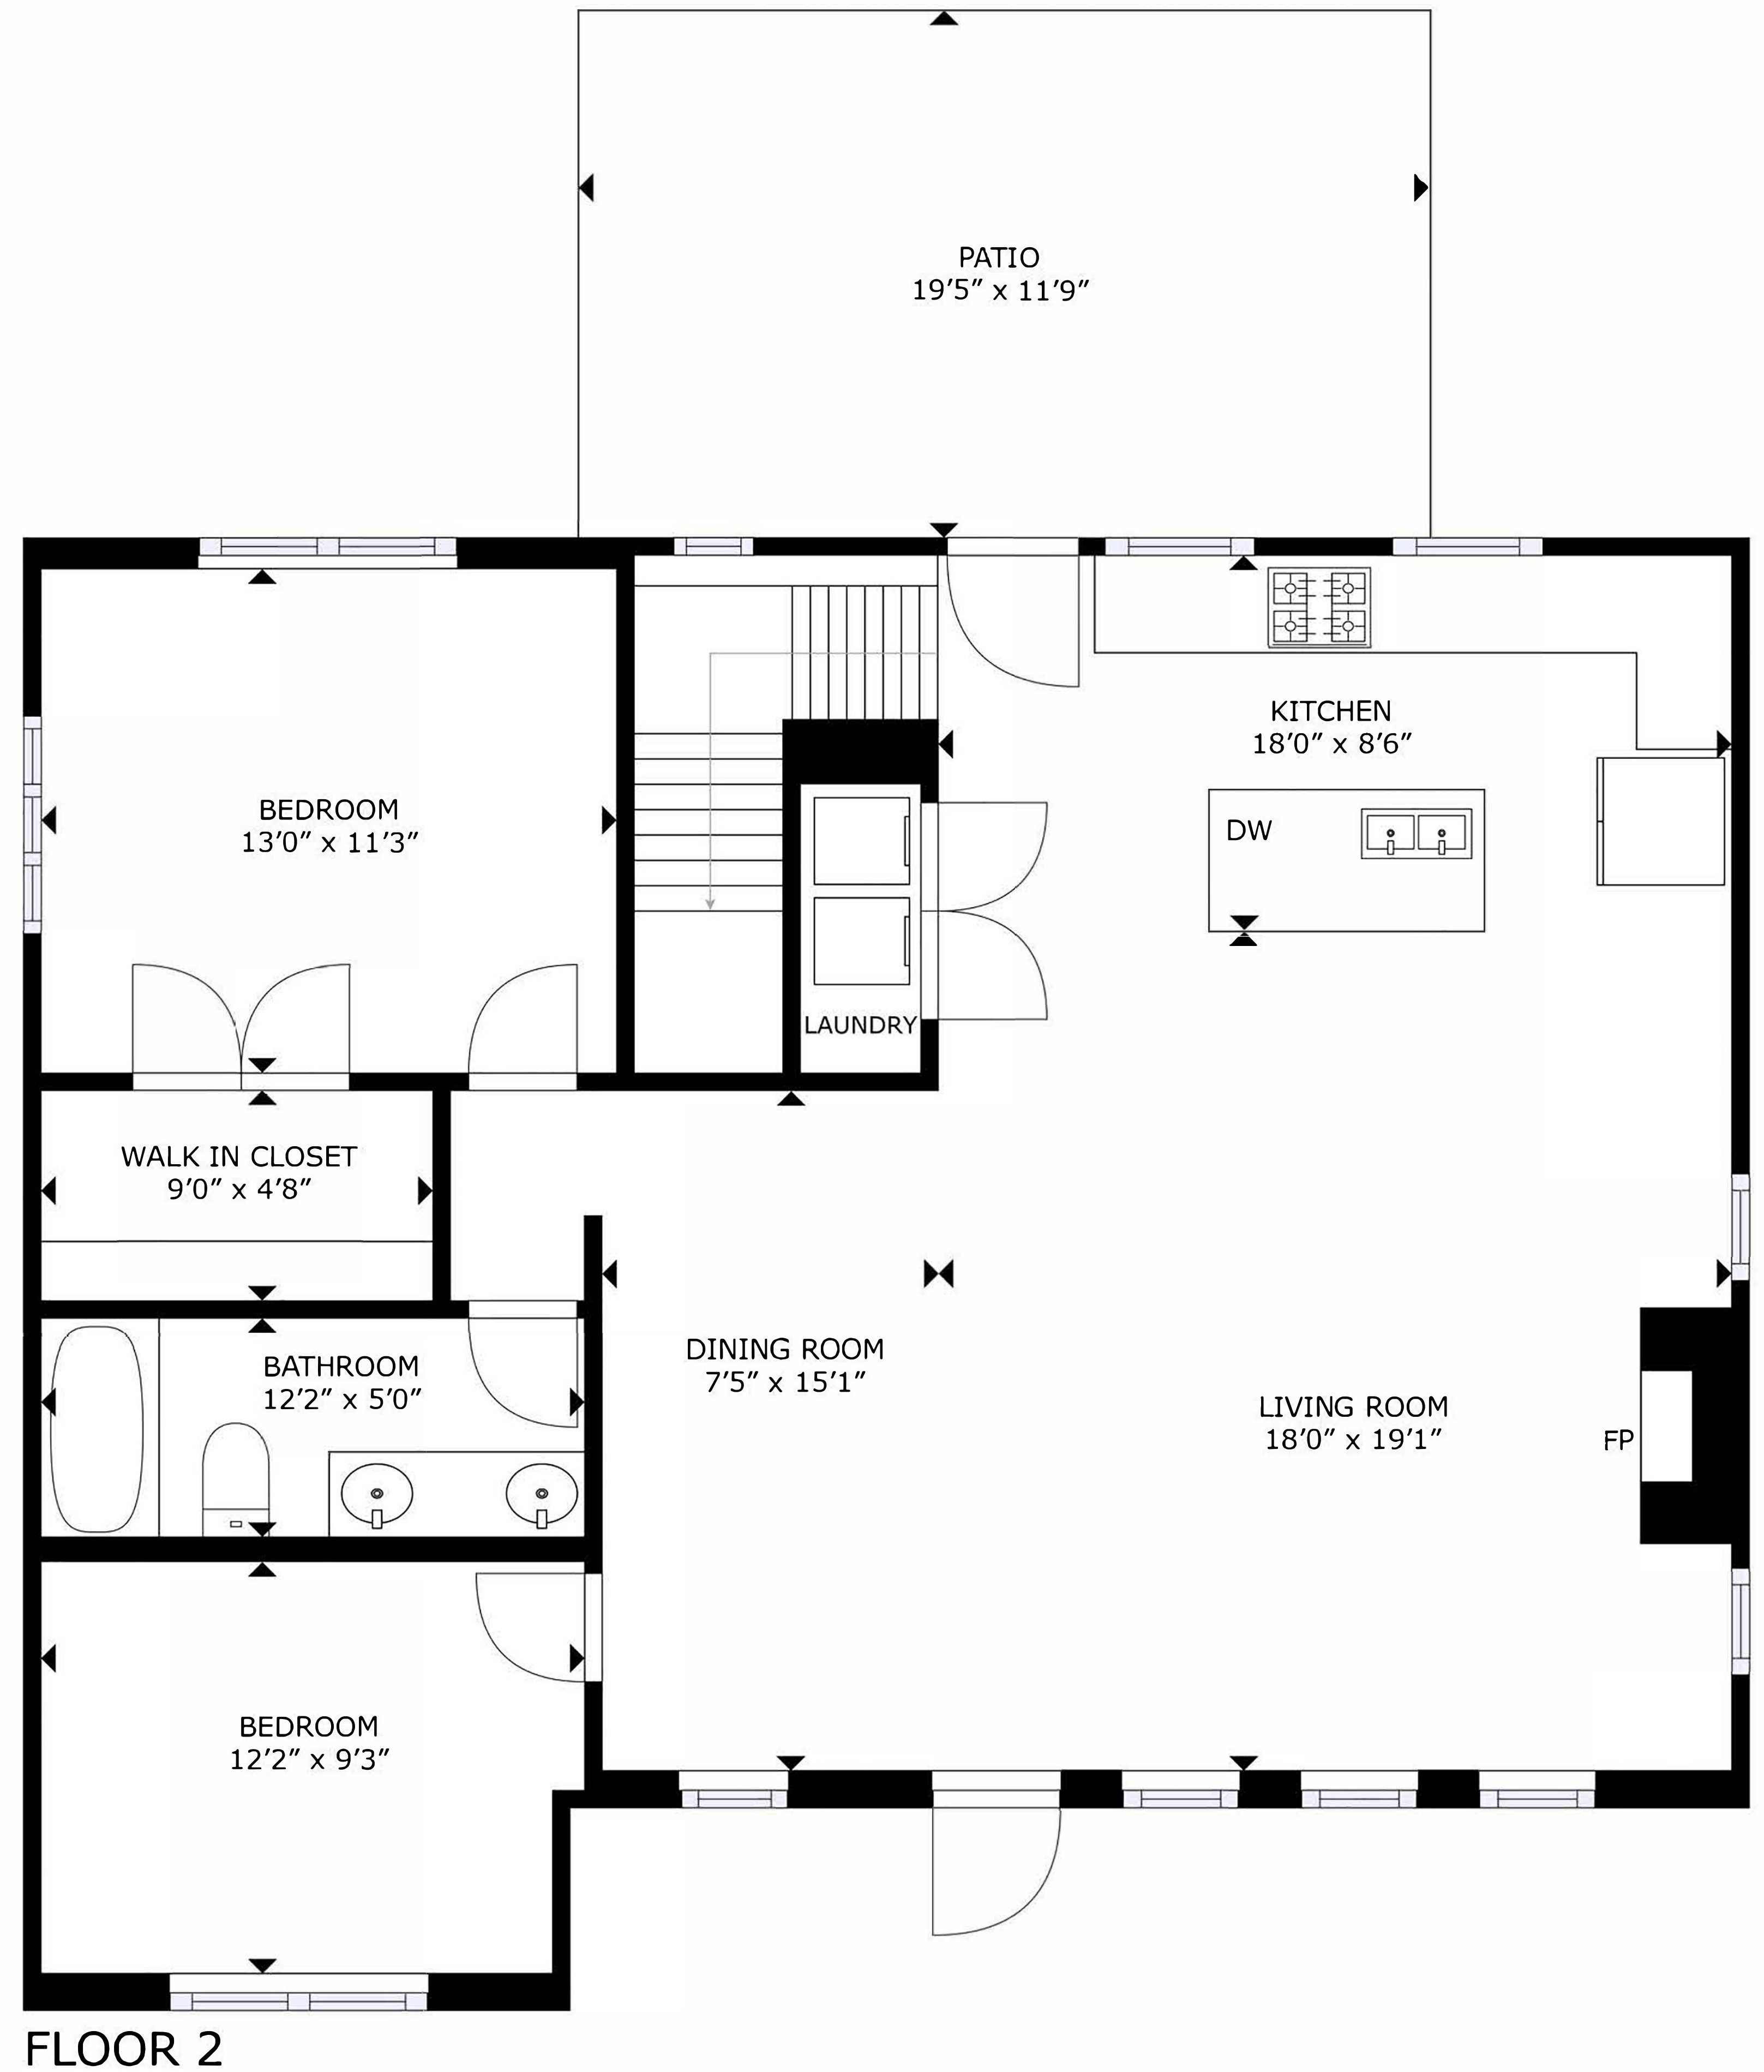 PATIO
19'5" x 11'9"
KITCHEN
18'0" x 8'6"
BEDROOM
13'0" x 11'3"
DW
LAUNDRY
WALK IN CLOSET
9'0" x 4'8"
DINING ROOM
7'5" x 15'1"
BATHROOM
12'2" x 5'0"
LIVING ROOM
18'0" x 19'1"
FP
BEDROOM
12'2" x 9'3"
FLOOR 2